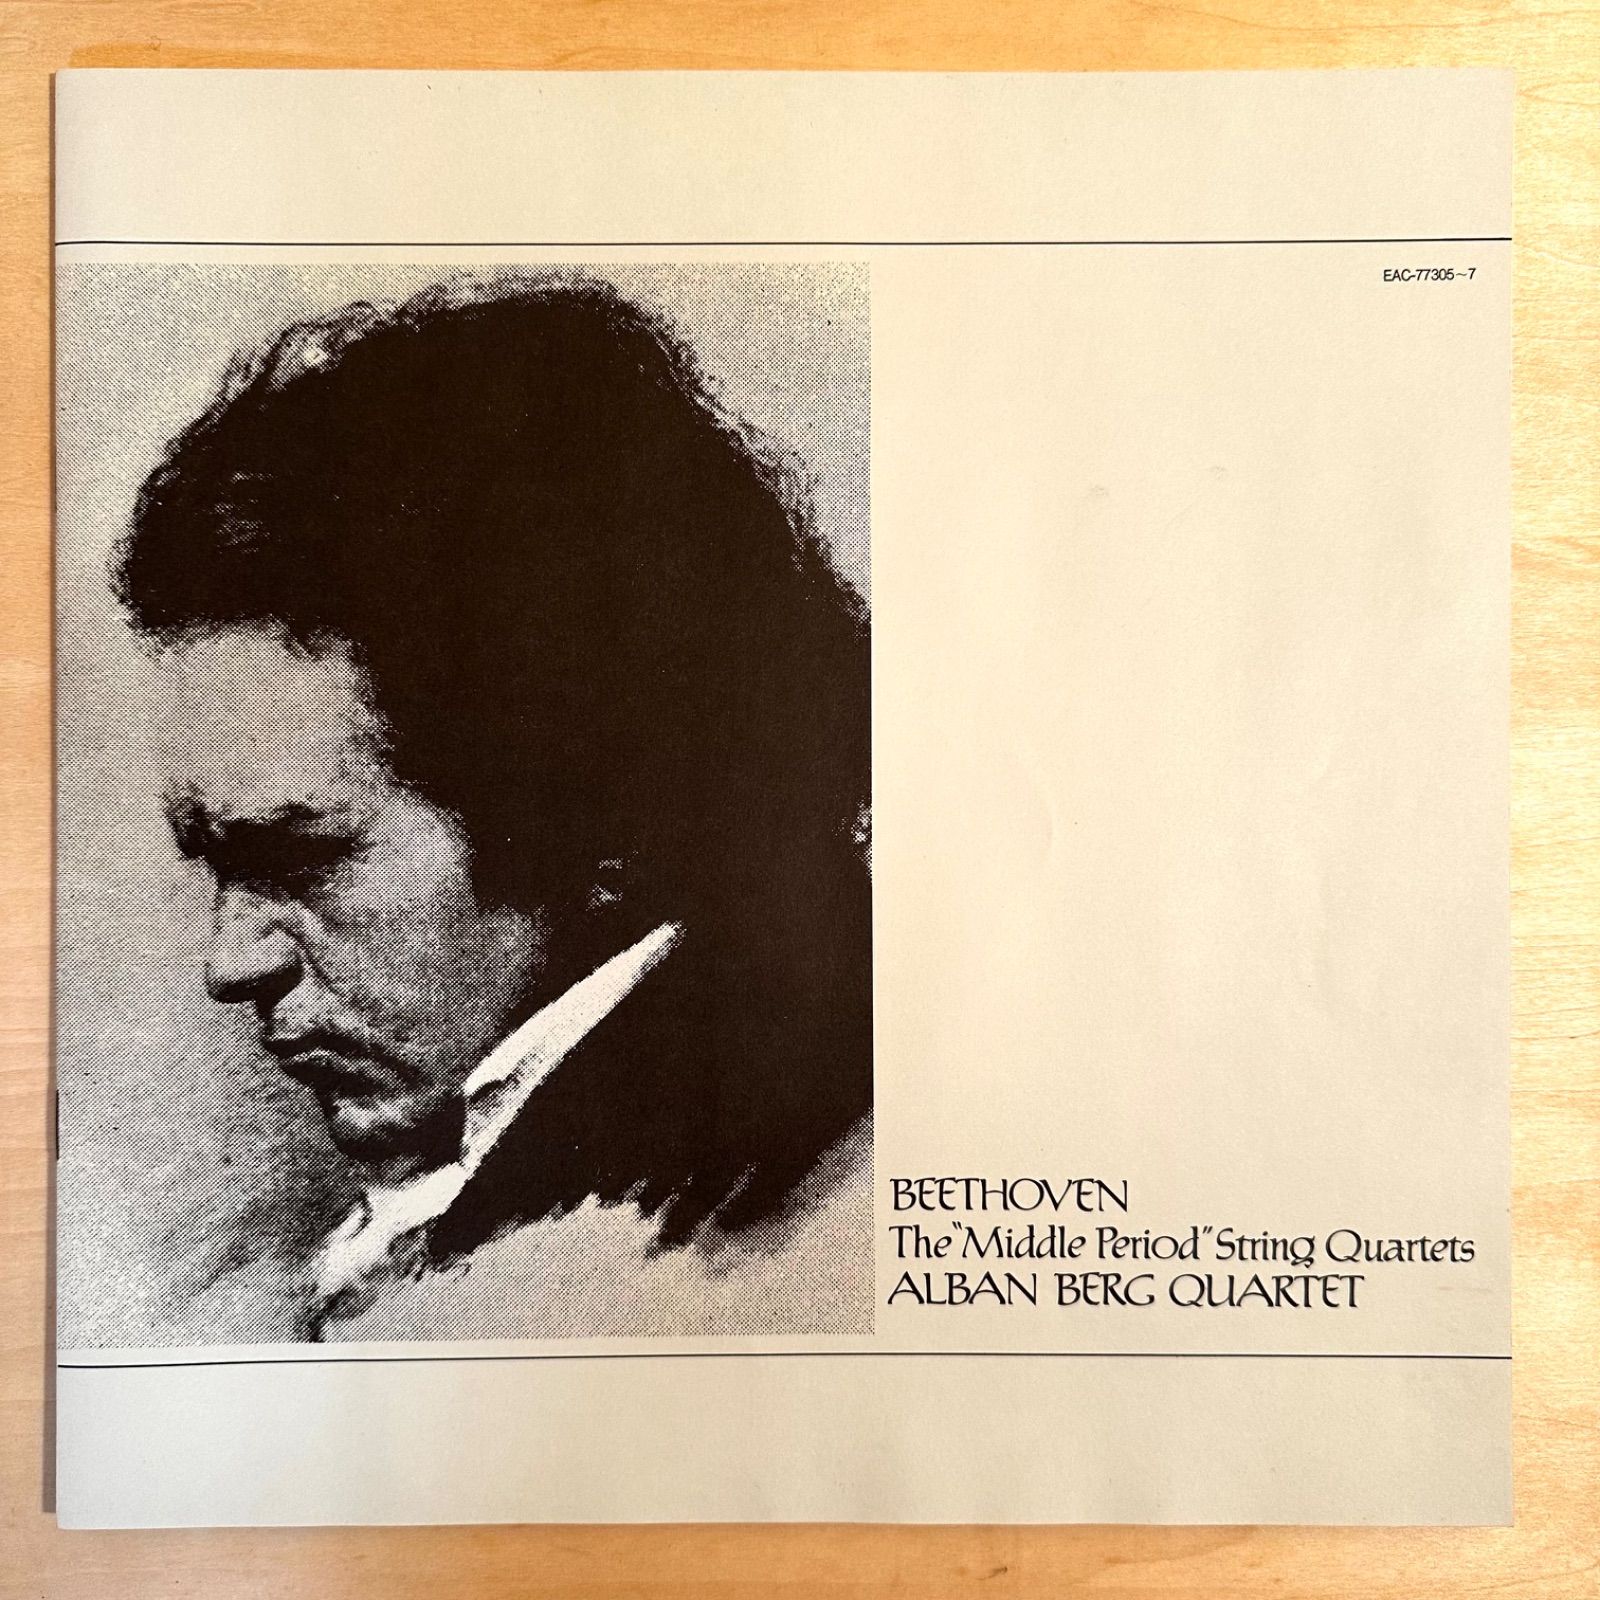 EAC-77305~7
BEETHOVEN
The "Middle Period" String Quartets
ALBAN BERG QUARTET